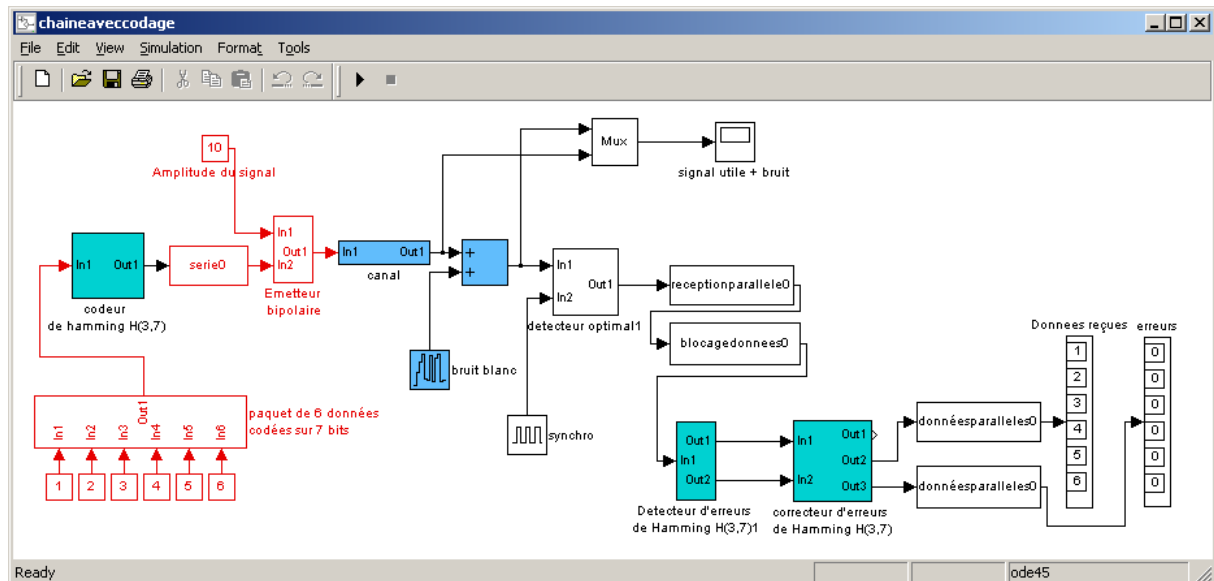 chaineaveccodage
File Edit View Simulation Format Tools
10
Amplitude du signal
Mux
signal utile + bruit
In1 Out1
codeur
de hamming H(3,7)
serie0
In1
Out1
In2
Emetteur
bipolaire
In1 Out1
canal
+
+
bruit blanc
In1
Out1
In2
detecteur optimal1
synchro
receptionparallele0
blocagedonnees0
Out1
In1 In2 In3 In4 In5 In6
paquet de 6 données
codées sur 7 bits
1 2 3 4 5 6
Out1
In1
Out2
Detecteur d'erreurs
de Hamming H(3,7)1
In1 Out1
Out2
In2 Out3
correcteur d'erreurs
de Hamming H(3,7)
donnéesparalleles0
donnéesparalleles0
Donnees reçues
1
2
3
4
5
6
erreurs
0
0
0
0
0
0
Ready
ode45